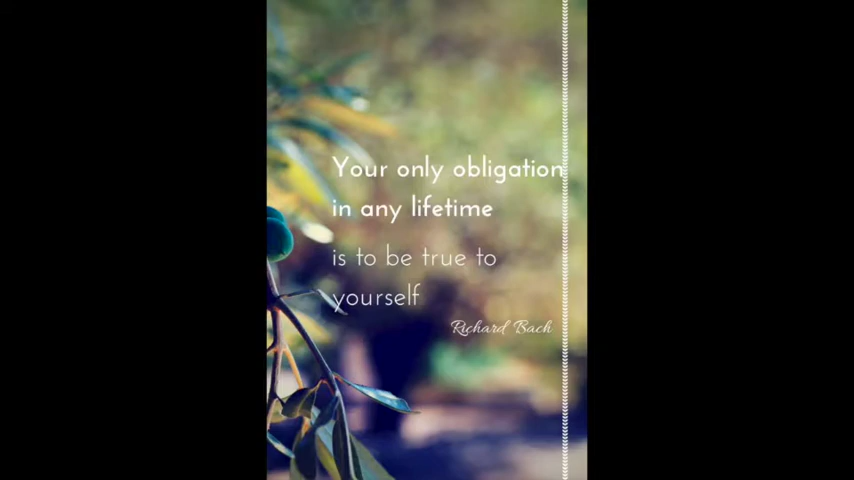 Your only obligation
in any lifetime
is to be true to
yourself
Richard Bach